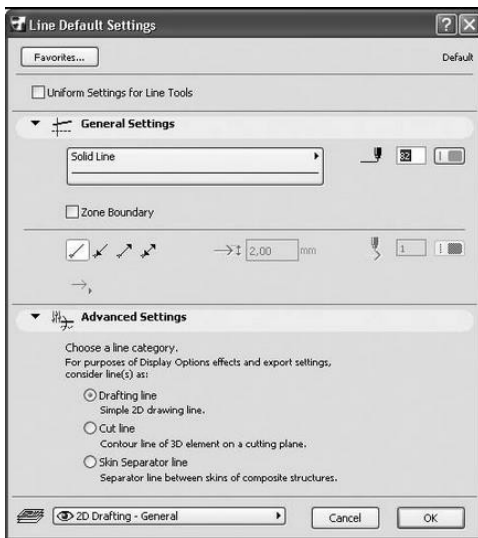 Line Default Settings
Favorites...
Default
Uniform Settings for Line Tools
General Settings
Solid Line
82
Zone Boundary
2,00 mm
1
Advanced Settings
Choose a line category.
For purposes of Display Options effects and export settings,
consider line(s) as:
Drafting line
Simple 2D drawing line.
Cut line
Contour line of 3D element on a cutting plane.
Skin Separator line
Separator line between skins of composite structures.
2D Drafting - General
Cancel
OK